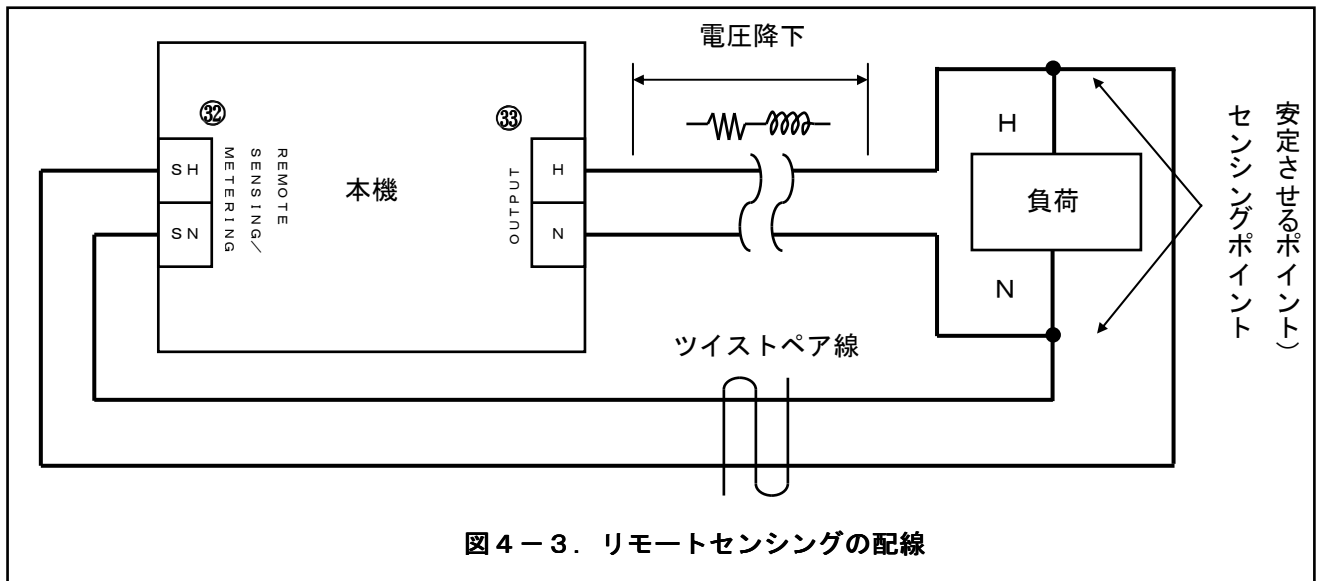 電圧降下
㉜
㉝
SH
SN
REMOTE
SENSING/
METERING
本機
OUTPUT
H
N
H
負荷
N
安定させるポイント）
センシングポイント
ツイストペア線
図４－３．リモートセンシングの配線